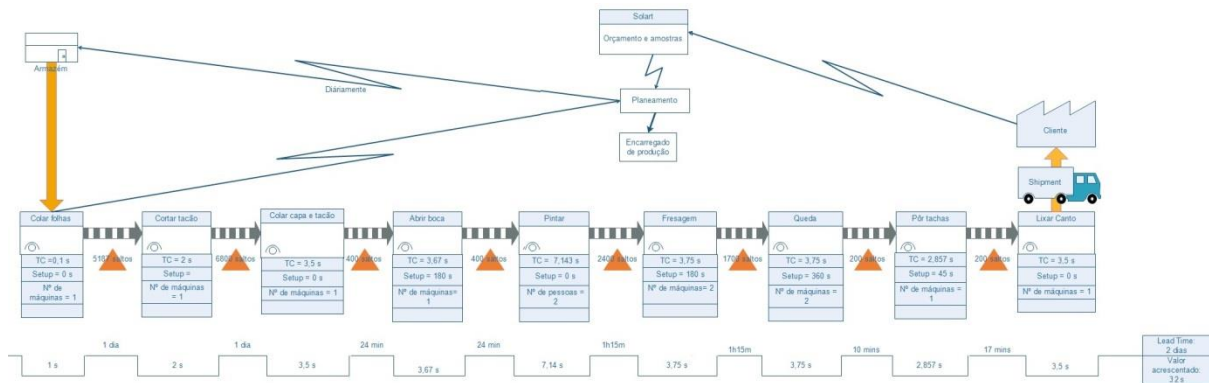 Solart
Orçamento e amostras
Armazém
Diáriamente
Planeamento
Encarregado
de produção
Cliente
Shipment
Colar folhas
TC =0,1 s
Setup = 0 s
Nº de
máquinas = 1
5187 saltos
Cortar tacão
TC = 2 s
Setup =
Nº de máquinas
= 1
6800 saltos
Colar capa e tacão
TC = 3,5 s
Setup = 0 s
Nº de máquinas = 1
400 saltos
Abrir boca
TC = 3,67 s
Setup = 180 s
Nº de máquinas=
1
400 saltos
Pintar
TC = 7,143 s
Setup = 0 s
Nº de pessoas =
2
2400 saltos
Fresagem
TC = 3,75 s
Setup = 180 s
Nº de máquinas= 2
1700 saltos
Queda
TC = 3,75 s
Setup = 360 s
Nº de máquinas =
2
200 saltos
Pôr tachas
TC = 2,857 s
Setup = 45 s
Nº de máquinas =
1
200 saltos
Lixar Canto
TC = 3,5 s
Setup = 0 s
Nº de máquinas = 1
1 s
1 dia
2 s
1 dia
3,5 s
24 min
3,67 s
24 min
7,14 s
1h15m
3,75 s
1h15m
3,75 s
10 mins
2,857 s
17 mins
3,5 s
Lead Time
2 dias
Valor
acrescentado:
32 s